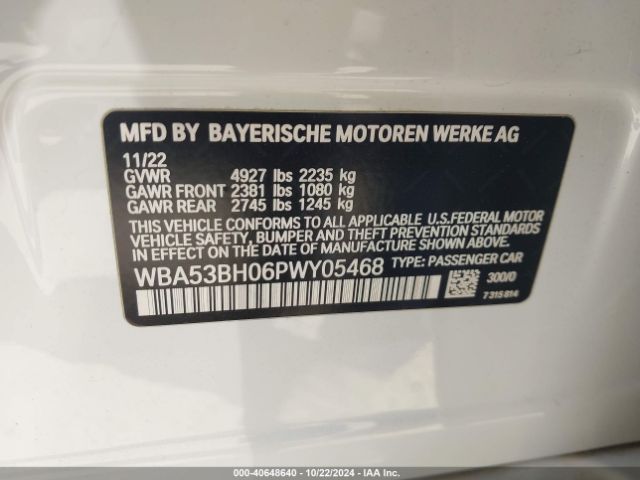 MFD BY BAYERISCHE MOTOREN WERKE AG
11/22
GVWR 4927 lbs 2235 kg
GAWR FRONT 2381 lbs 1080 kg
GAWR REAR 2745 lbs 1245 kg
THIS VEHICLE CONFORMS TO ALL APPLICABLE U.S.FEDERAL MOTOR
VEHICLE SAFETY, BUMPER, AND THEFT PREVENTION STANDARDS
IN EFFECT ON THE DATE OF MANUFACTURE SHOWN ABOVE.
WBA53BH06PWY05468 TYPE: PASSENGER CAR
300/0
7 315 814
000-40648640 - 10/22/2024 - IAA Inc.